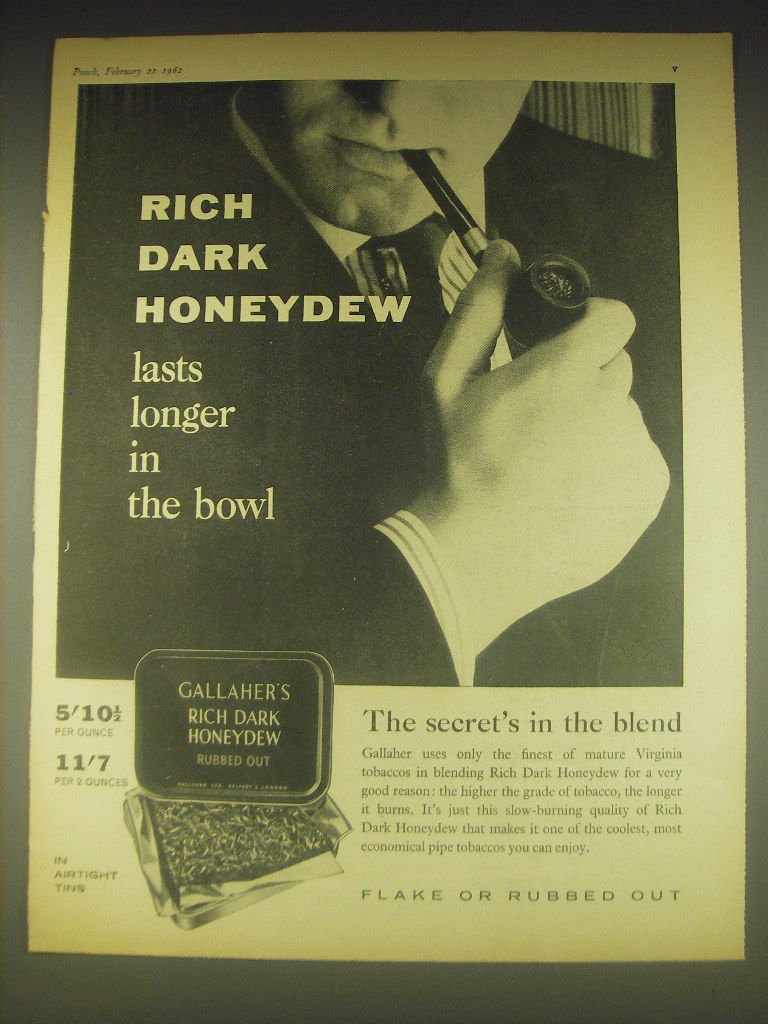 Punch, February 21 1962
v
RICH
DARK
HONEYDEW
lasts
longer
in
the bowl
GALLAHER'S
RICH DARK
HONEYDEW
RUBBED OUT
GALLAHER LTD. BELFAST & LONDON
5/10½
PER OUNCE
11/7
PER 2 OUNCES
IN
AIRTIGHT
TINS
The secret's in the blend
Gallaher uses only the finest of mature Virginia
tobaccos in blending Rich Dark Honeydew for a very
good reason: the higher the grade of tobacco, the longer
it burns. It's just this slow-burning quality of Rich
Dark Honeydew that makes it one of the coolest, most
economical pipe tobaccos you can enjoy.
FLAKE OR RUBBED OUT